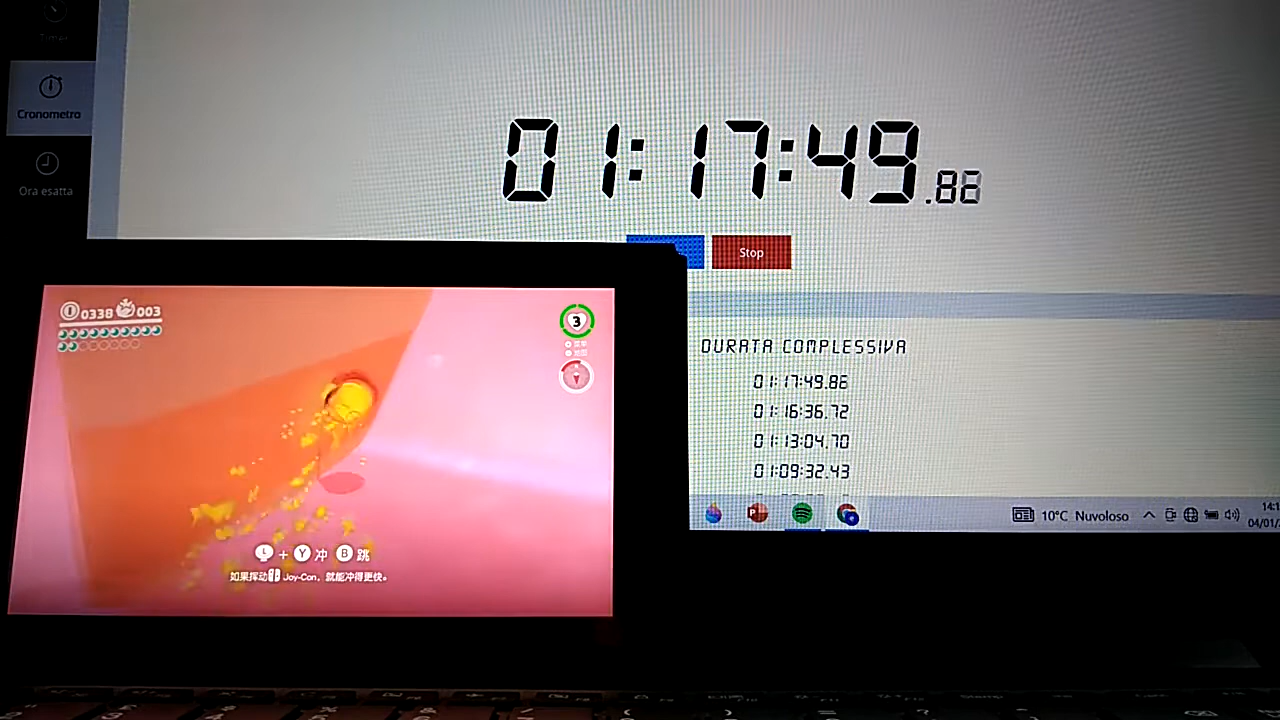 Timer
Cronometro
Ora esatta
01:17:49.86
Stop
DURATA COMPLESSIVA
01:17:49.86
01:16:36.72
01:13:04.70
01:09:32.43
0338 003
3
L + Y 冲 B 跳
如果挥动 Joy-Con，就能冲得更快。
P
10°C Nuvoloso